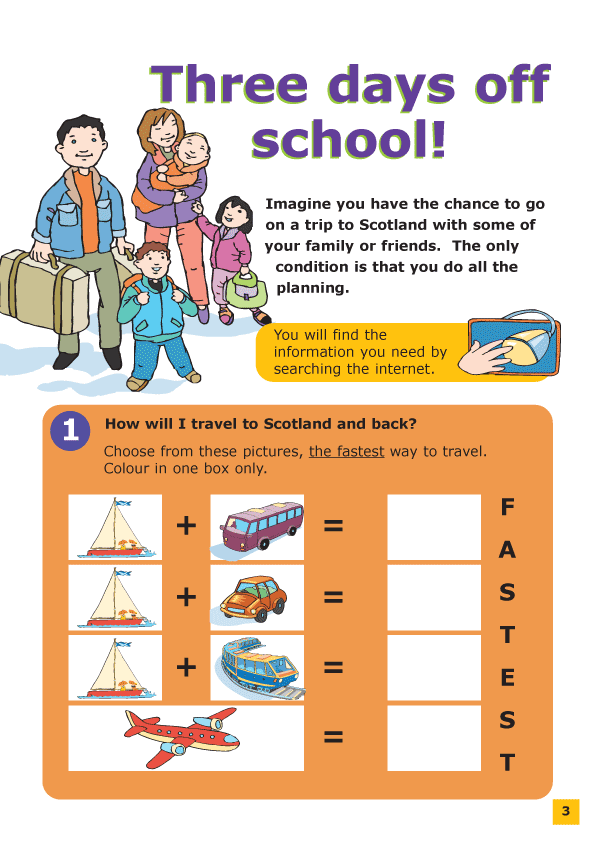 Three days off
school!
Imagine you have the chance to go
on a trip to Scotland with some of
your family or friends.  The only
condition is that you do all the
planning.
You will find the
information you need by
searching the internet.
1 How will I travel to Scotland and back?
Choose from these pictures, the fastest way to travel.
Colour in one box only.
+ =
+ =
+ =
=
F
A
S
T
E
S
T
3